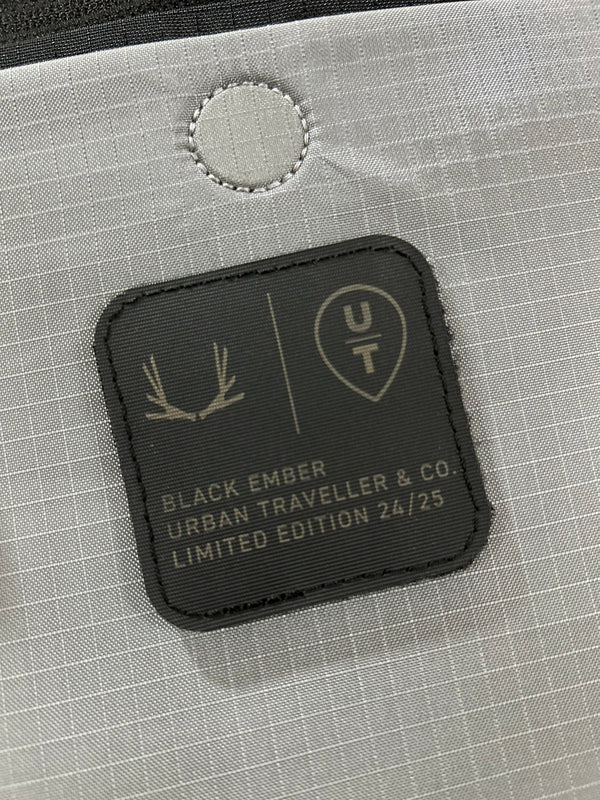 U
T
BLACK EMBER
URBAN TRAVELLER & CO.
LIMITED EDITION 24/25